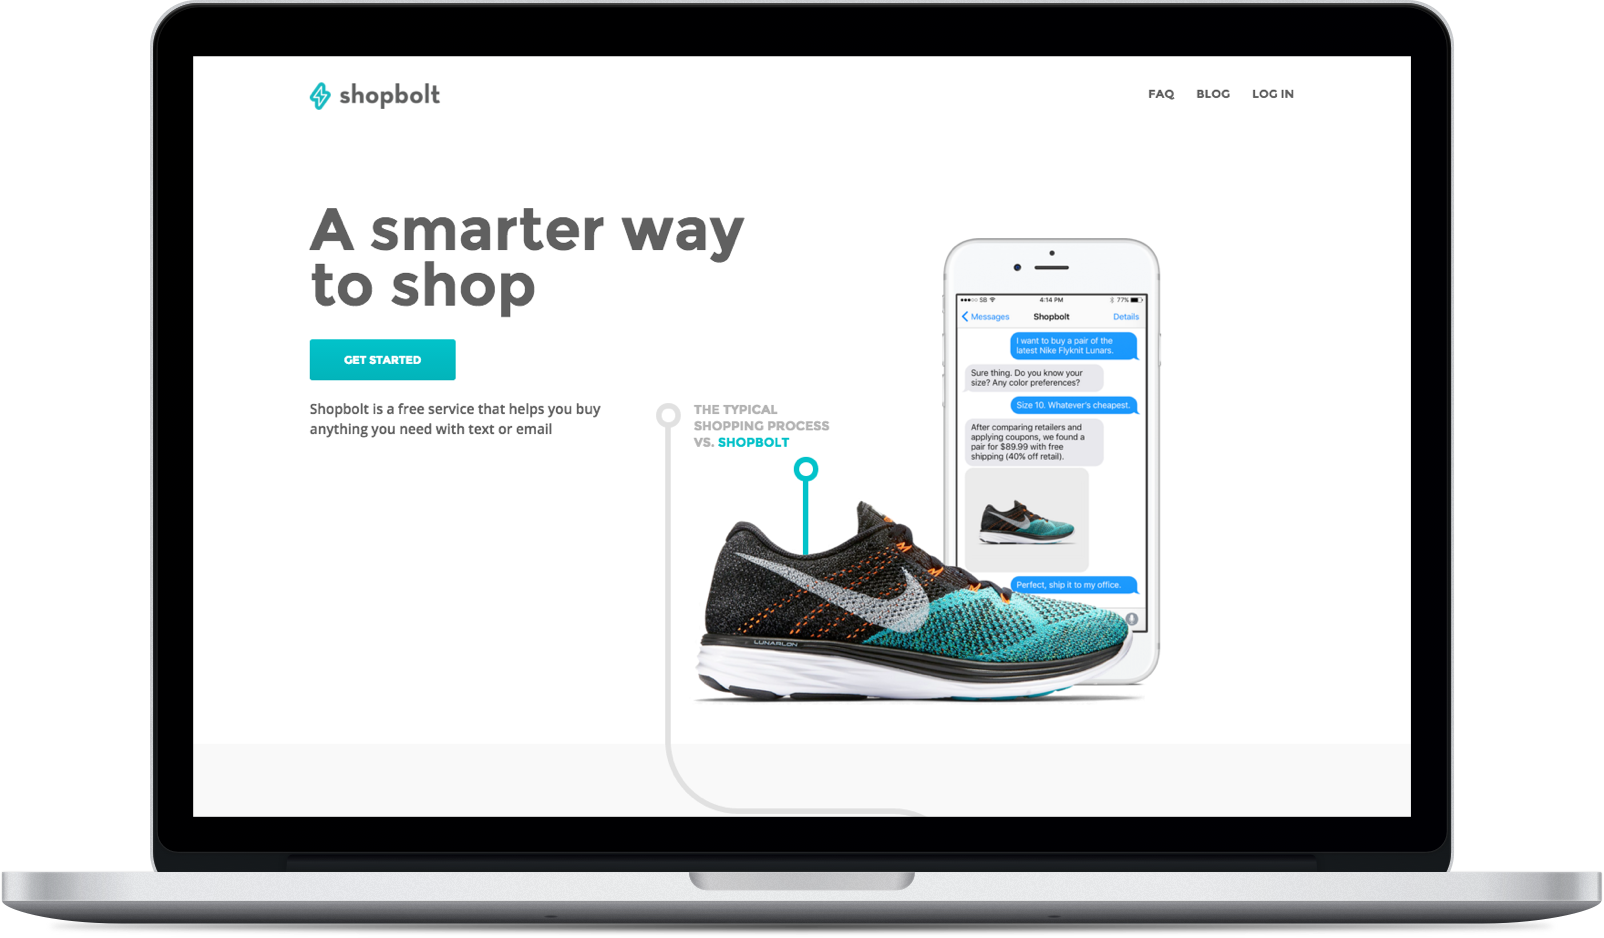 shopbolt
FAQ BLOG LOG IN
A smarter way
to shop
GET STARTED
Shopbolt is a free service that helps you buy
anything you need with text or email
THE TYPICAL
SHOPPING PROCESS
VS. SHOPBOLT
SB 4:14 PM 77%
Messages Shopbolt Details
I want to buy a pair of the
latest Nike Flyknit Lunars.
Sure thing. Do you know your
size? Any color preferences?
Size 10. Whatever's cheapest.
After comparing retailers and
applying coupons, we found a
pair for $89.99 with free
shipping (40% off retail).
Perfect, ship it to my office.
LUNARLON